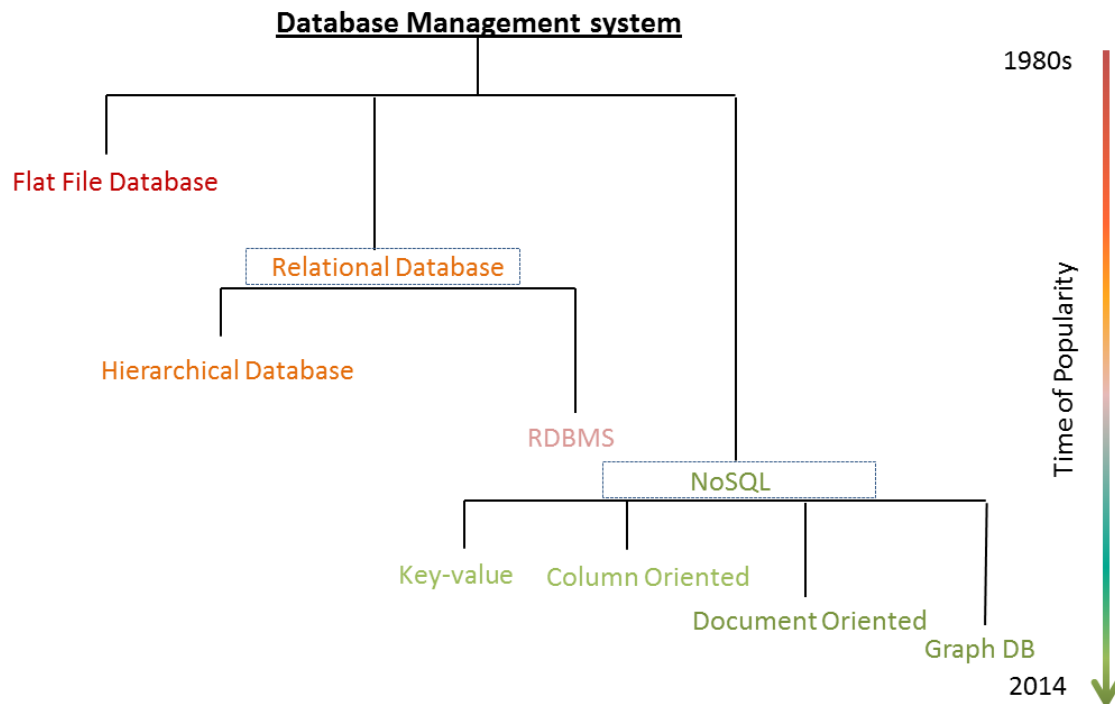 Database Management system
1980s
Flat File Database
Relational Database
Time of Popularity
Hierarchical Database
RDBMS
NoSQL
Key-value
Column Oriented
Document Oriented
Graph DB
2014